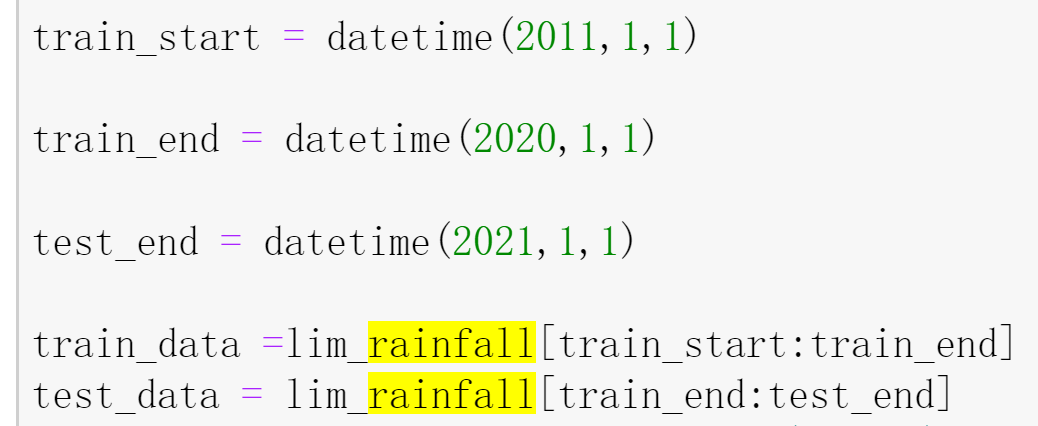 train_start = datetime(2011,1,1)
train_end = datetime(2020,1,1)
test_end = datetime(2021,1,1)
train_data =lim_rainfall[train_start:train_end]
test_data = lim_rainfall[train_end:test_end]